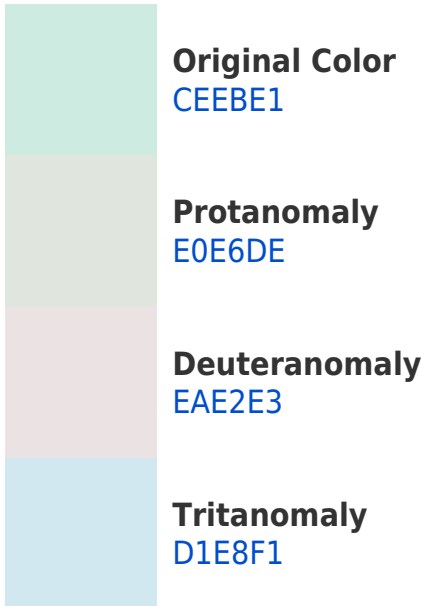 Original Color
CEEBE1
Protanomaly
E0E6DE
Deuteranomaly
EAE2E3
Tritanomaly
D1E8F1